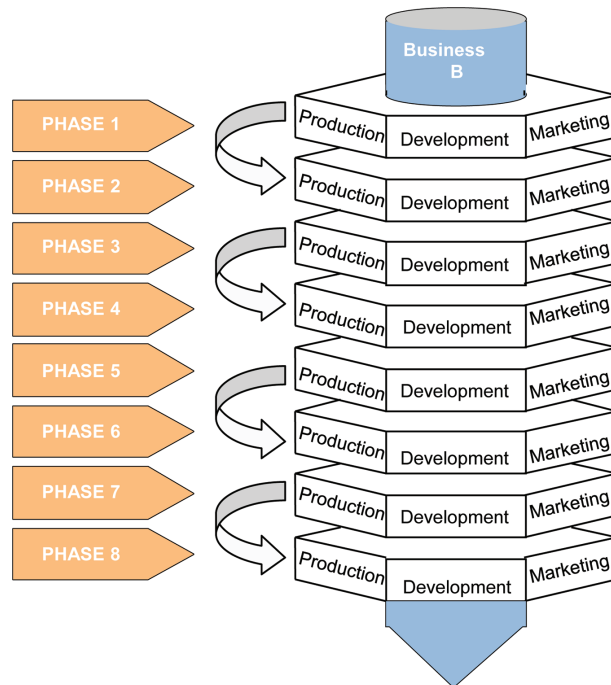 Business
B
PHASE 1
Production
Development
Marketing
PHASE 2
Production
Development
Marketing
PHASE 3
Production
Development
Marketing
PHASE 4
Production
Development
Marketing
PHASE 5
Production
Development
Marketing
PHASE 6
Production
Development
Marketing
PHASE 7
Production
Development
Marketing
PHASE 8
Production
Development
Marketing